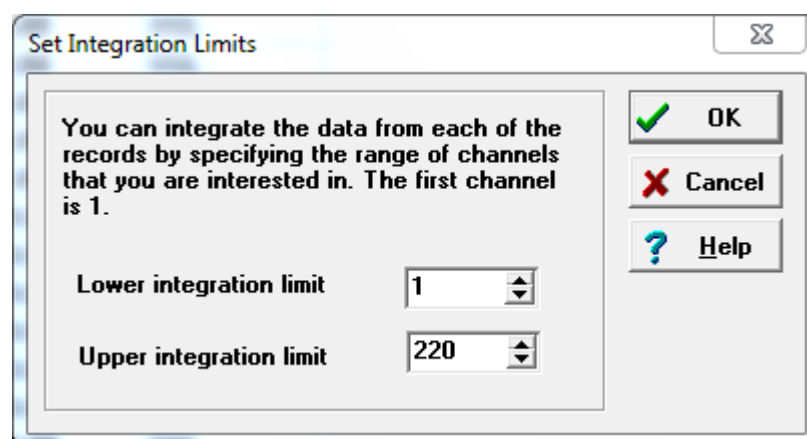 Set Integration Limits
You can integrate the data from each of the
records by specifying the range of channels
that you are interested in. The first channel
is 1.
Lower integration limit 1
Upper integration limit 220
OK
Cancel
Help